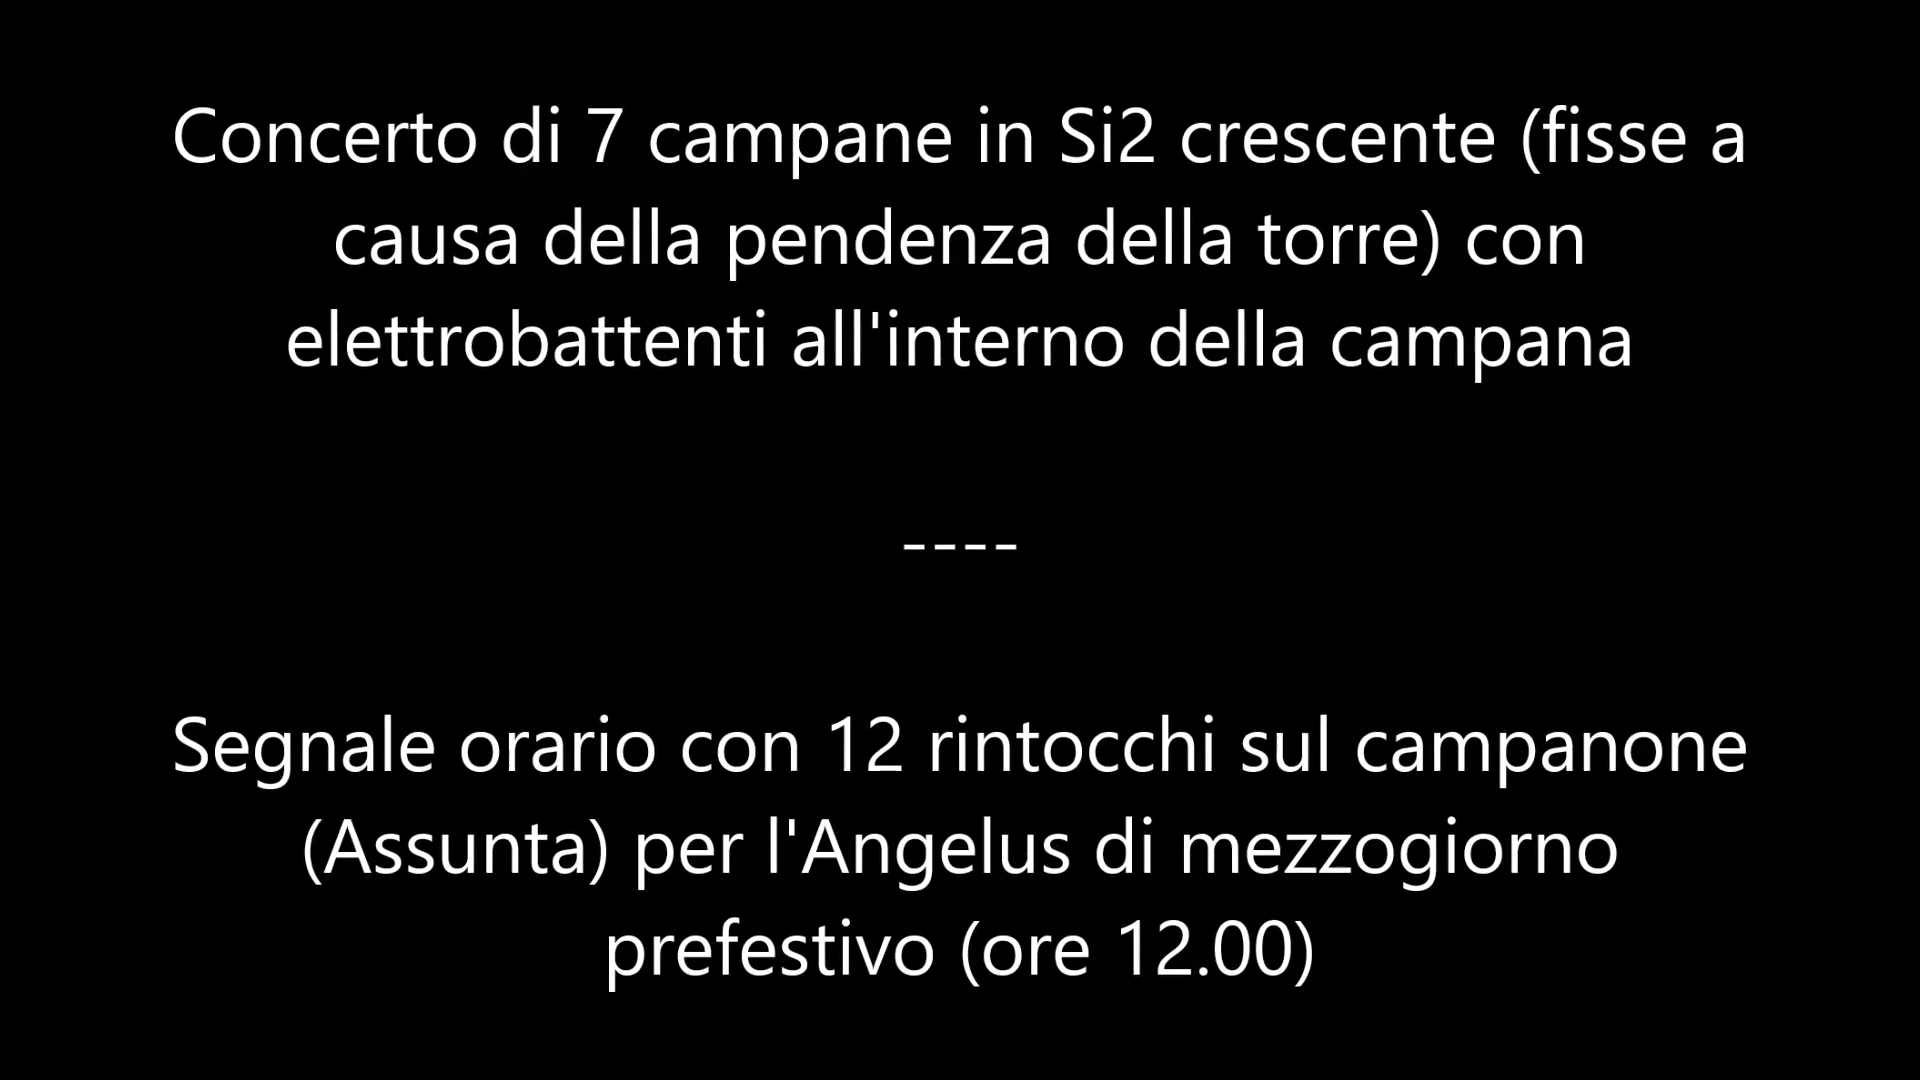 Concerto di 7 campane in Si2 crescente (fisse a
causa della pendenza della torre) con
elettrobattenti all'interno della campana
----
Segnale orario con 12 rintocchi sul campanone
(Assunta) per l'Angelus di mezzogiorno
prefestivo (ore 12.00)